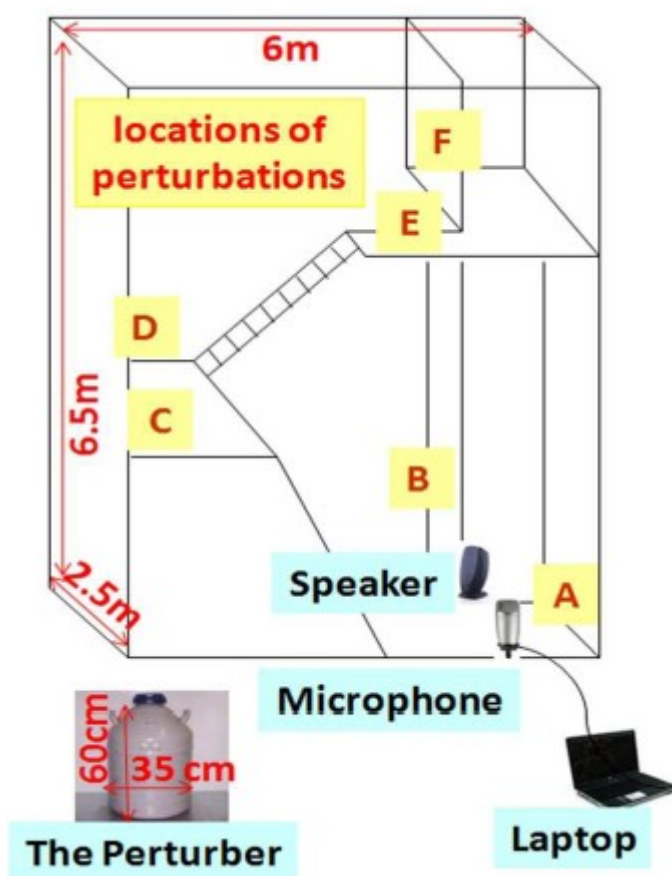 6m
locations of
perturbations
F
E
D
6.5m
C
B
Speaker
A
2.5m
Microphone
60cm
35 cm
The Perturber
Laptop